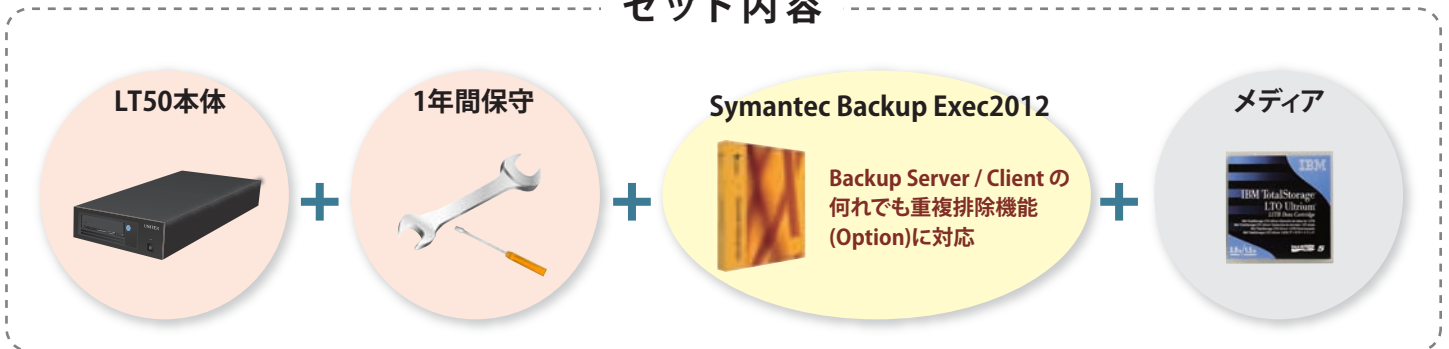 セット内容
LT50本体
1年間保守
Symantec Backup Exec2012
メディア
Backup Server / Client の
何れでも重複排除機能
(Option)に対応
UNITEX
IBM
IBM TotalStorage
LTO Ultrium
5